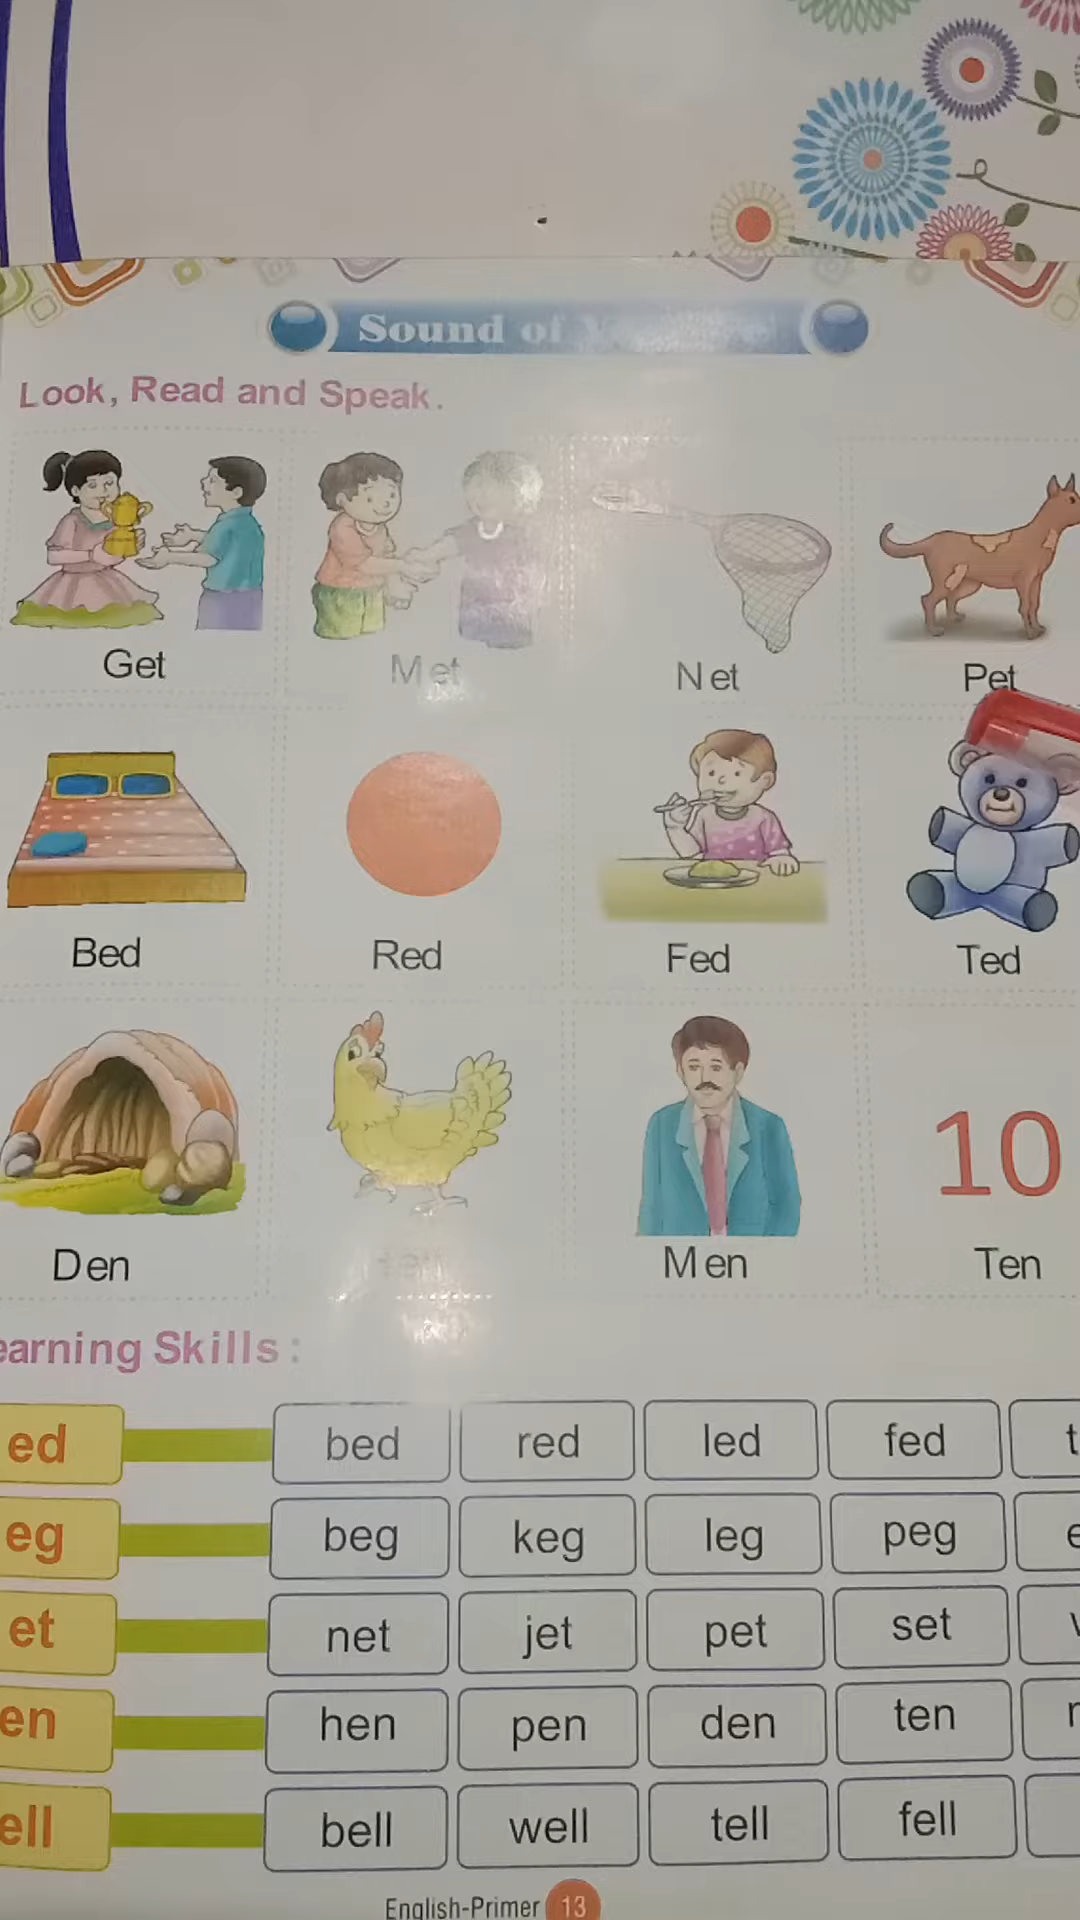 Sound of
Look, Read and Speak.
Get Met Net Pet
Bed Red Fed Ted
Den Men Ten
10
earning Skills :
ed bed red led fed t
eg beg keg leg peg e
et net jet pet set
en hen pen den ten
ell bell well tell fell
English-Primer 13